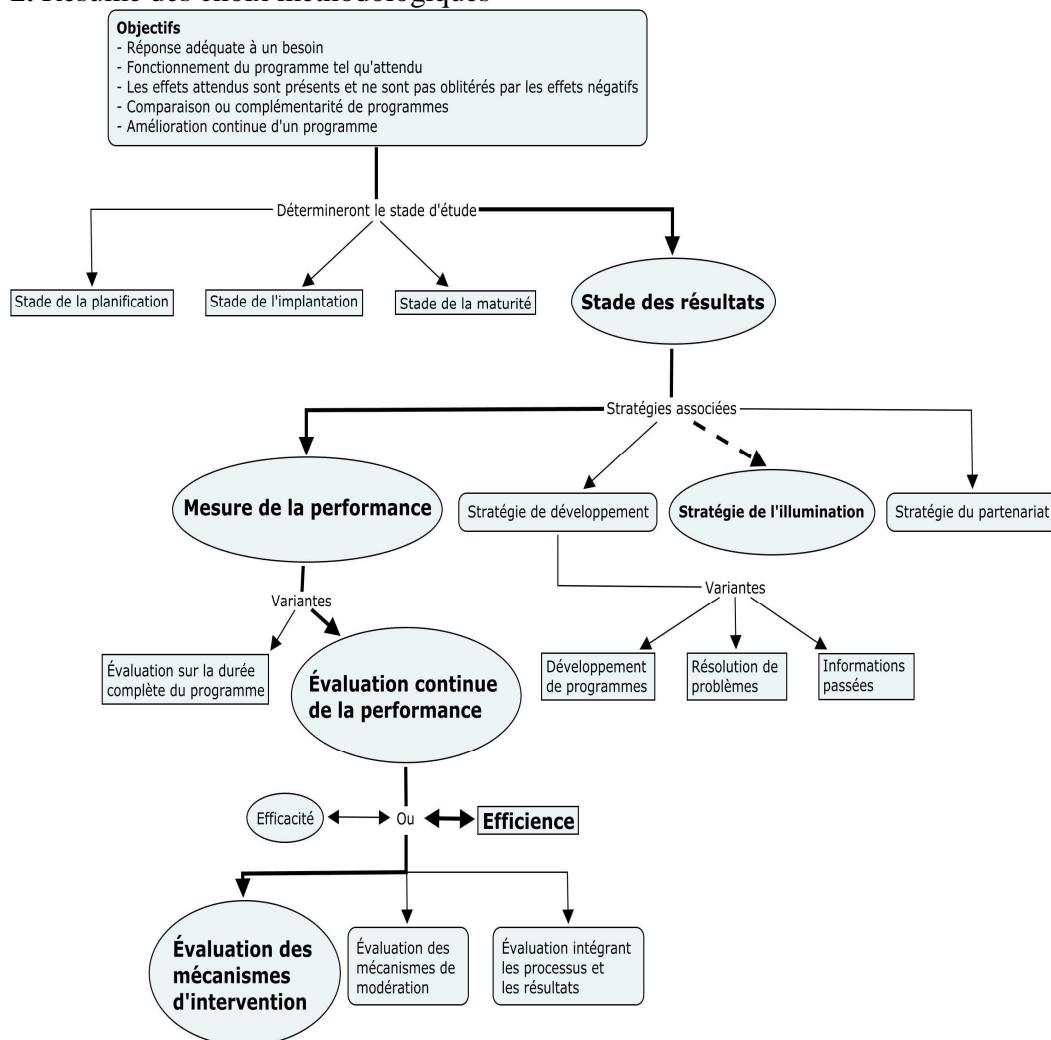 2. Résumé des choix méthodologiques
Objectifs
- Réponse adéquate à un besoin
- Fonctionnement du programme tel qu'attendu
- Les effets attendus sont présents et ne sont pas oblitérés par les effets négatifs
- Comparaison ou complémentarité de programmes
- Amélioration continue d'un programme
Détermineront le stade d'étude
Stade de la planification
Stade de l'implantation
Stade de la maturité
Stade des résultats
Stratégies associées
Mesure de la performance
Stratégie de développement
Stratégie de l'illumination
Stratégie du partenariat
Variantes
Variantes
Évaluation sur la durée
complète du programme
Évaluation continue
de la performance
Développement
de programmes
Résolution de
problèmes
Informations
passées
Efficacité
Ou
Efficience
Évaluation des
mécanismes
d'intervention
Évaluation des
mécanismes de
modération
Évaluation intégrant
les processus et
les résultats